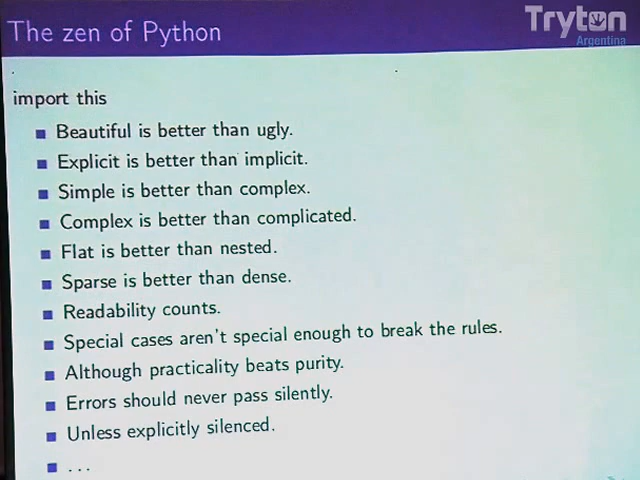 The zen of Python
Tryton
Argentina
import this
Beautiful is better than ugly.
Explicit is better than implicit.
Simple is better than complex.
Complex is better than complicated.
Flat is better than nested.
Sparse is better than dense.
Readability counts.
Special cases aren't special enough to break the rules.
Although practicality beats purity.
Errors should never pass silently.
Unless explicitly silenced.
...